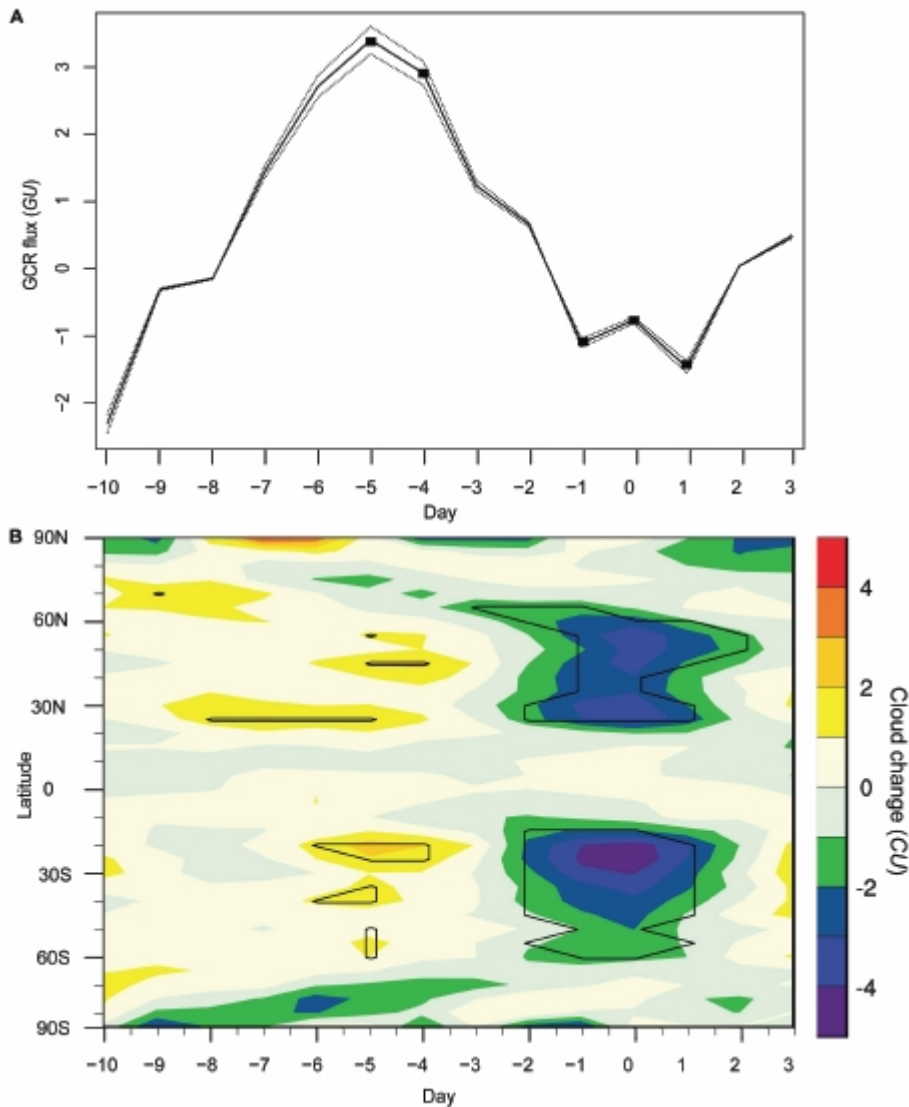 A
GCR flux (GU)
3
2
1
0
−1
−2
−10 −9 −8 −7 −6 −5 −4 −3 −2 −1 0 1 2 3
Day
B
Latitude
90N
60N
30N
0
30S
60S
90S
−10 −9 −8 −7 −6 −5 −4 −3 −2 −1 0 1 2 3
Day
4
2
0
-2
-4
Cloud change (CU)